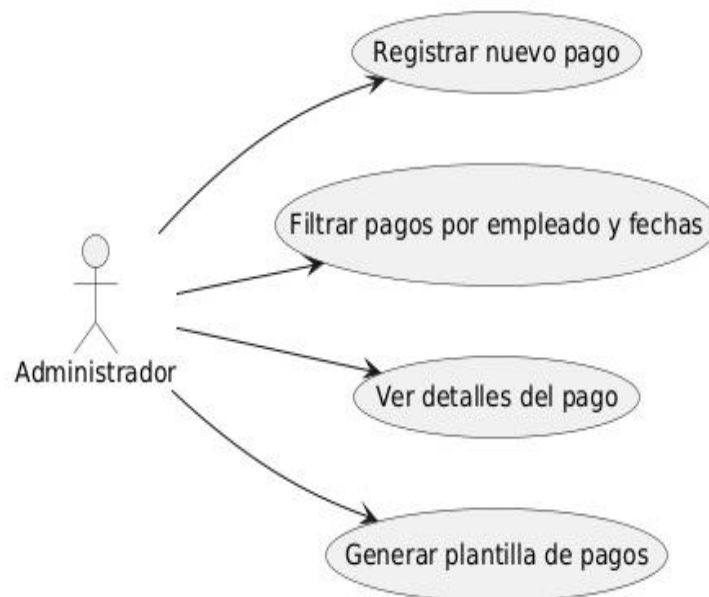 Registrar nuevo pago
Filtrar pagos por empleado y fechas
Administrador
Ver detalles del pago
Generar plantilla de pagos